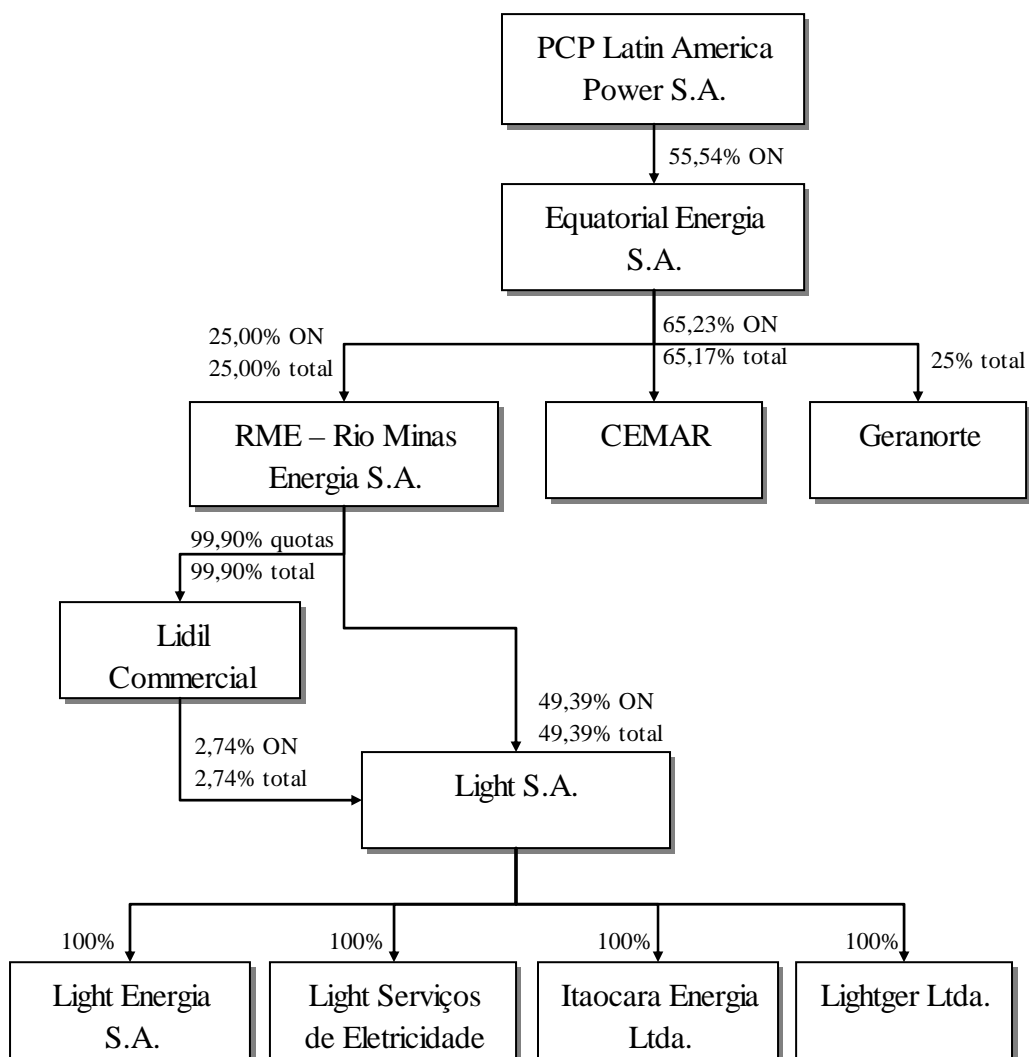 PCP Latin America
Power S.A.
55,54% ON
Equatorial Energia
S.A.
25,00% ON
25,00% total
65,23% ON
65,17% total
25% total
RME – Rio Minas
Energia S.A.
CEMAR
Geranorte
99,90% quotas
99,90% total
Lidil
Commercial
49,39% ON
49,39% total
2,74% ON
2,74% total
Light S.A.
100%
100%
100%
100%
Light Energia
S.A.
Light Serviços
de Eletricidade
Itaocara Energia
Ltda.
Lightger Ltda.